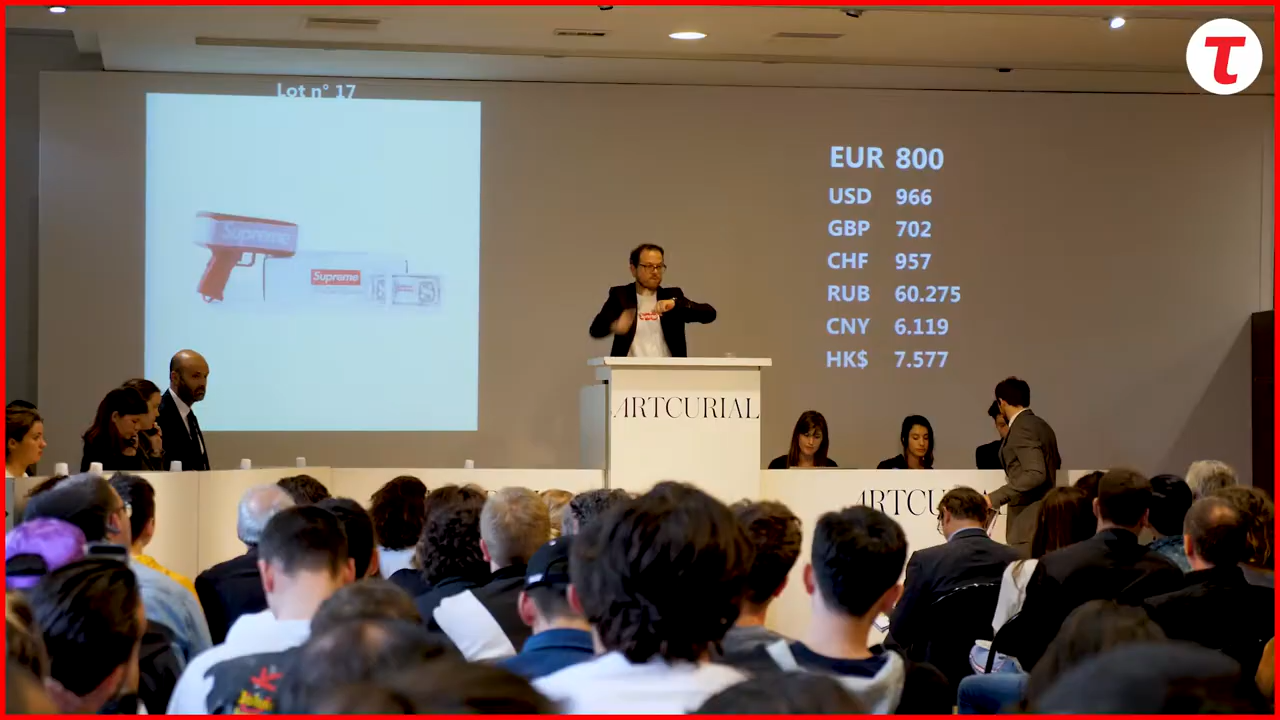 Lot n° 17
Supreme
Supreme
EUR 800
USD 966
GBP 702
CHF 957
RUB 60.275
CNY 6.119
HK$ 7.577
ARTCURIAL